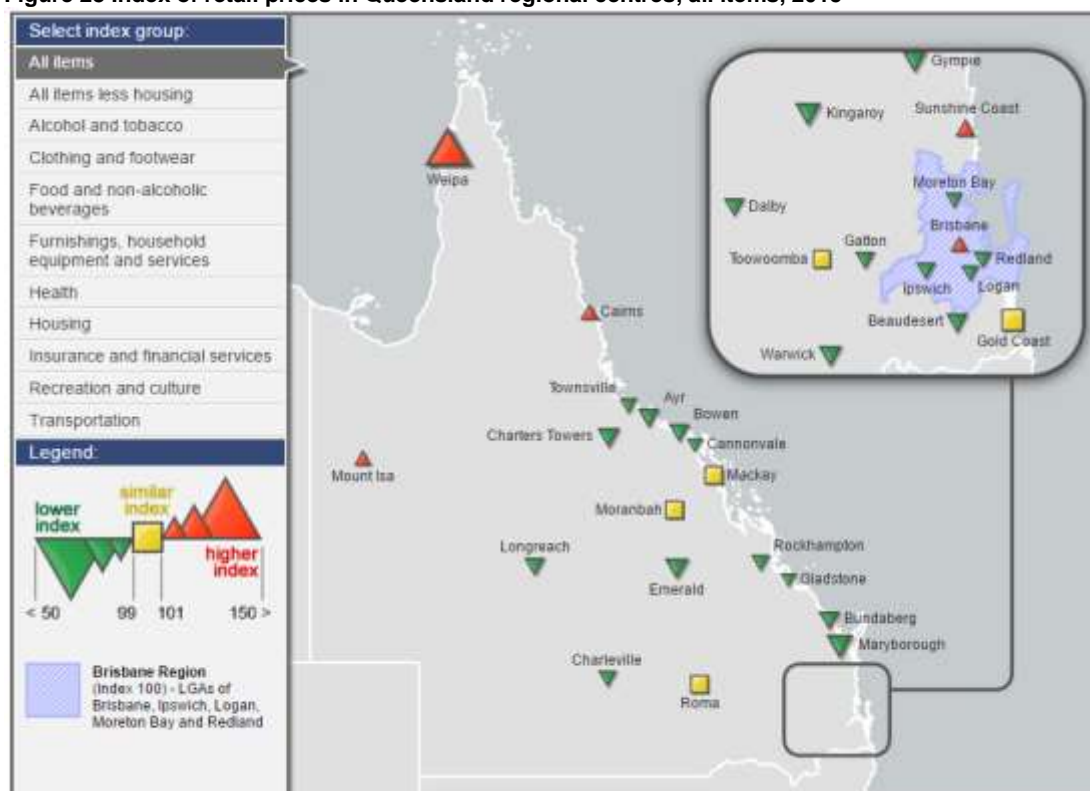 Figure 25 Index of retail prices in Queensland regional centres, all items, 2015
Select index group:
All items
All items less housing
Alcohol and tobacco
Clothing and footwear
Food and non-alcoholic
beverages
Furnishings, household
equipment and services
Health
Housing
Insurance and financial services
Recreation and culture
Transportation
Legend:
lower
index
similar
index
higher
index
< 50
99
101
150 >
Brisbane Region
(Index 100) - LGAs of
Brisbane, Ipswich, Logan,
Moreton Bay and Redland
Weipa
Cairns
Townsville
Ayr
Bowen
Charters Towers
Cannonvale
Mount Isa
Mackay
Moranbah
Longreach
Rockhampton
Emerald
Gladstone
Bundaberg
Maryborough
Charleville
Roma
Gympie
Kingaroy
Sunshine Coast
Moreton Bay
Dalby
Brisbane
Gatton
Toowoomba
Redland
Ipswich
Logan
Beaudesert
Gold Coast
Warwick